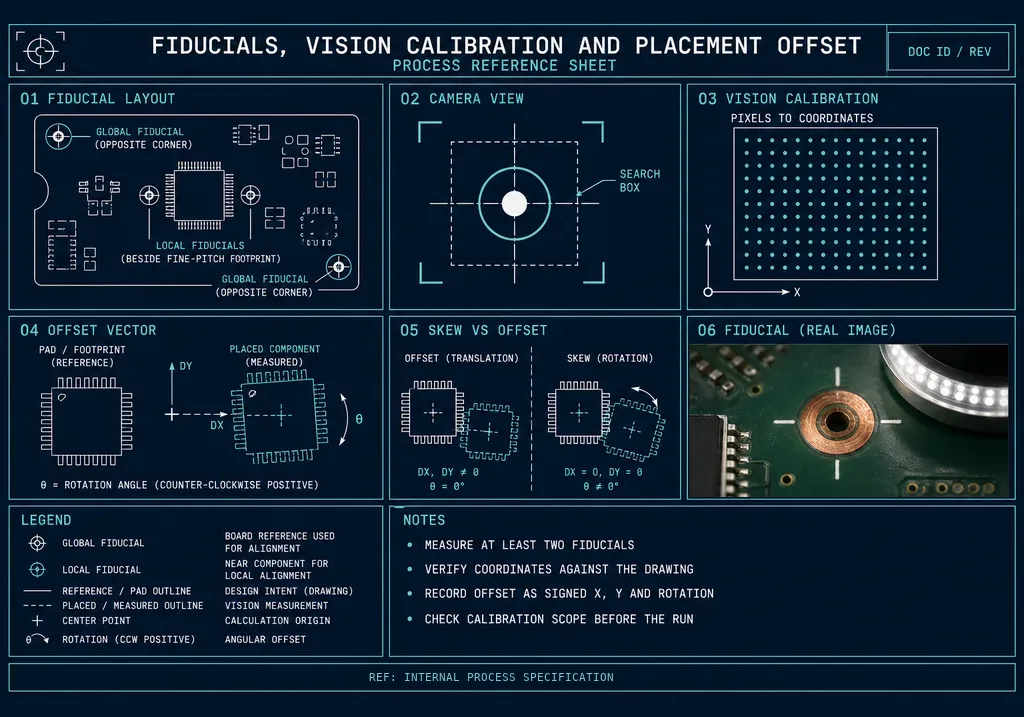 FIDUCIALS, VISION CALIBRATION AND PLACEMENT OFFSET
PROCESS REFERENCE SHEET
DOC ID / REV
01 FIDUCIAL LAYOUT
GLOBAL FIDUCIAL
(OPPOSITE CORNER)
LOCAL FIDUCIALS
(BESIDE FINE-PITCH FOOTPRINT)
GLOBAL FIDUCIAL
(OPPOSITE CORNER)
02 CAMERA VIEW
SEARCH
BOX
03 VISION CALIBRATION
PIXELS TO COORDINATES
Y
X
04 OFFSET VECTOR
PAD / FOOTPRINT
(REFERENCE)
DY
DX
PLACED COMPONENT
(MEASURED)
θ
θ = ROTATION ANGLE (COUNTER-CLOCKWISE POSITIVE)
05 SKEW VS OFFSET
OFFSET (TRANSLATION)
DX, DY ≠ 0
θ = 0°
SKEW (ROTATION)
DX = 0, DY = 0
θ ≠ 0°
06 FIDUCIAL (REAL IMAGE)
LEGEND
GLOBAL FIDUCIAL
BOARD REFERENCE USED
FOR ALIGNMENT
LOCAL FIDUCIAL
NEAR COMPONENT FOR
LOCAL ALIGNMENT
REFERENCE / PAD OUTLINE
DESIGN INTENT (DRAWING)
PLACED / MEASURED OUTLINE
VISION MEASUREMENT
CENTER POINT
CALCULATION ORIGIN
θ ROTATION (CCW POSITIVE)
ANGULAR OFFSET
NOTES
• MEASURE AT LEAST TWO FIDUCIALS
• VERIFY COORDINATES AGAINST THE DRAWING
• RECORD OFFSET AS SIGNED X, Y AND ROTATION
• CHECK CALIBRATION SCOPE BEFORE THE RUN
REF: INTERNAL PROCESS SPECIFICATION